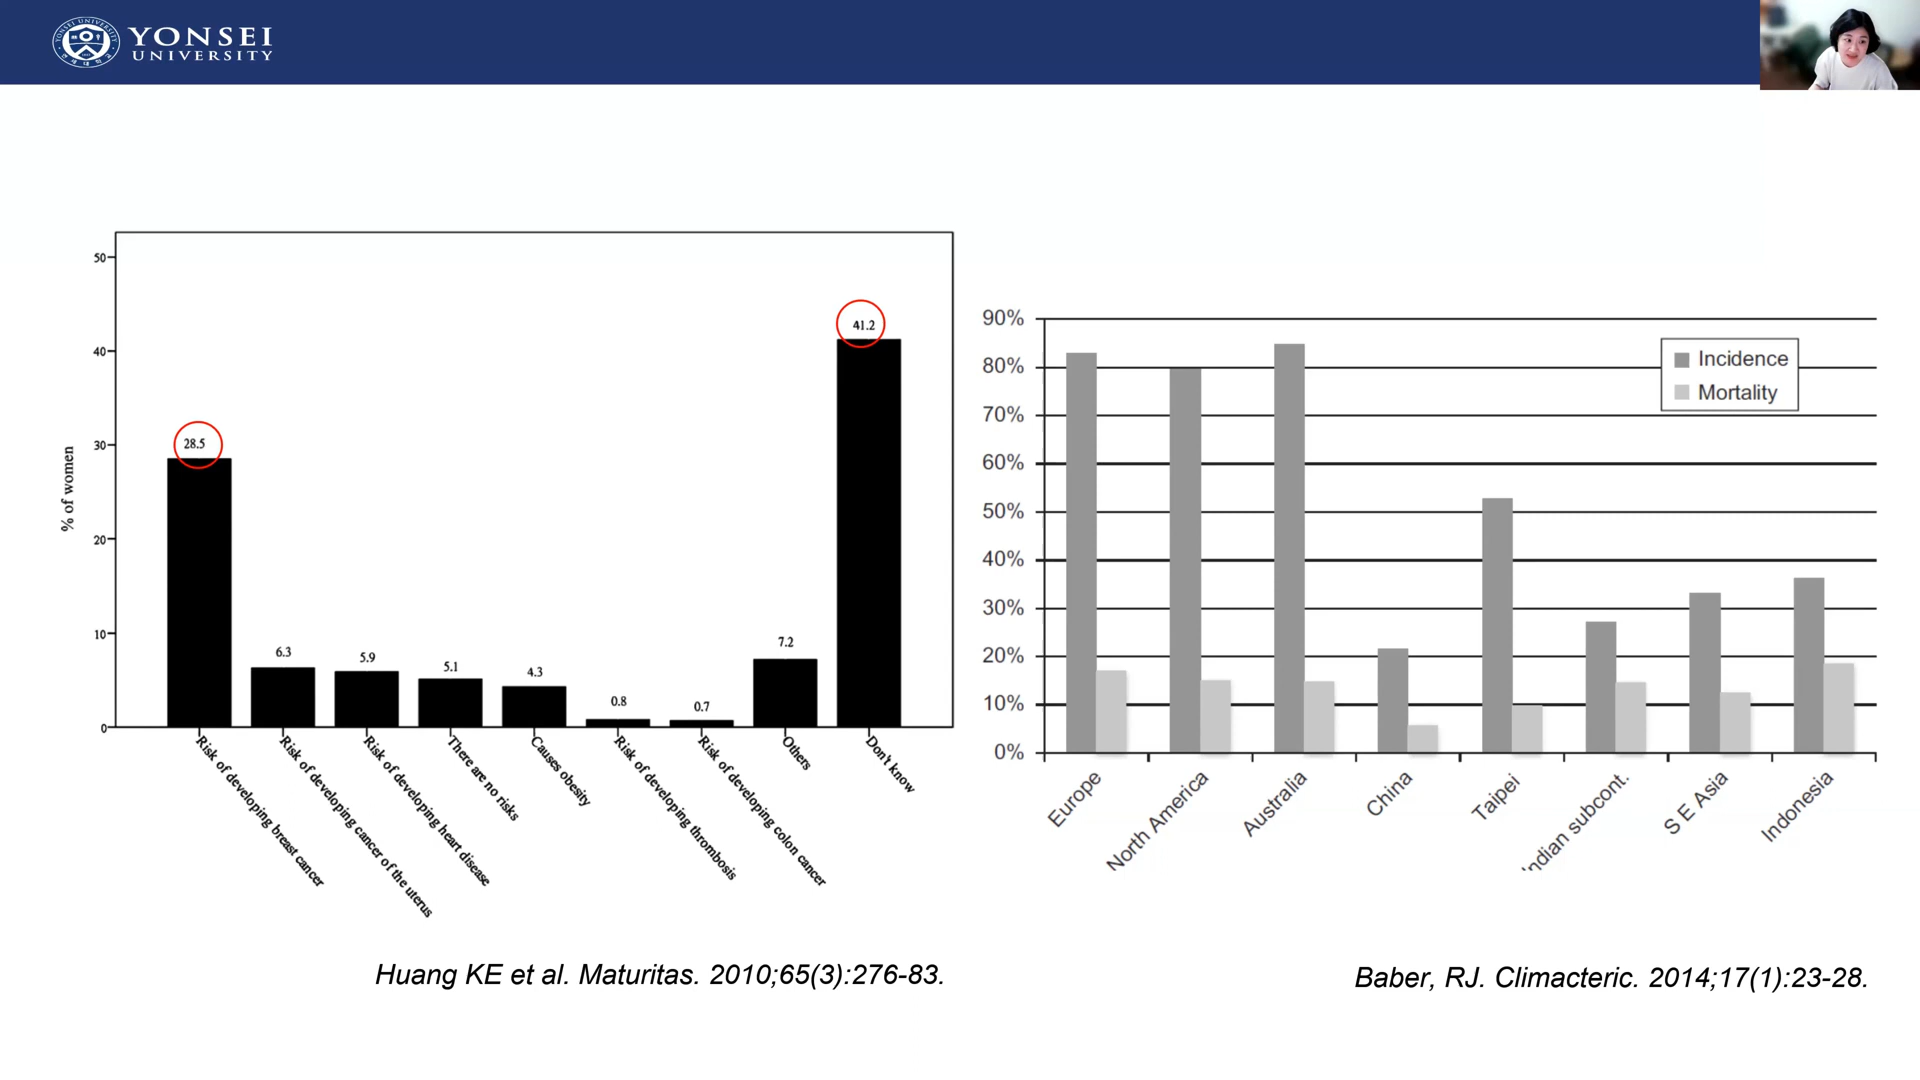 YONSEI
UNIVERSITY
50
40
30
20
10
0
% of women
28.5
6.3
5.9
5.1
4.3
0.8
0.7
7.2
41.2
Risk of developing breast cancer
Risk of developing cancer of the uterus
Risk of developing heart disease
There are no risks
Causes obesity
Risk of developing thrombosis
Risk of developing colon cancer
Others
Don't know
Huang KE et al. Maturitas. 2010;65(3):276-83.
90%
80%
70%
60%
50%
40%
30%
20%
10%
0%
Incidence
Mortality
Europe
North America
Australia
China
Taipei
Indian subcont.
S E Asia
Indonesia
Baber, RJ. Climacteric. 2014;17(1):23-28.